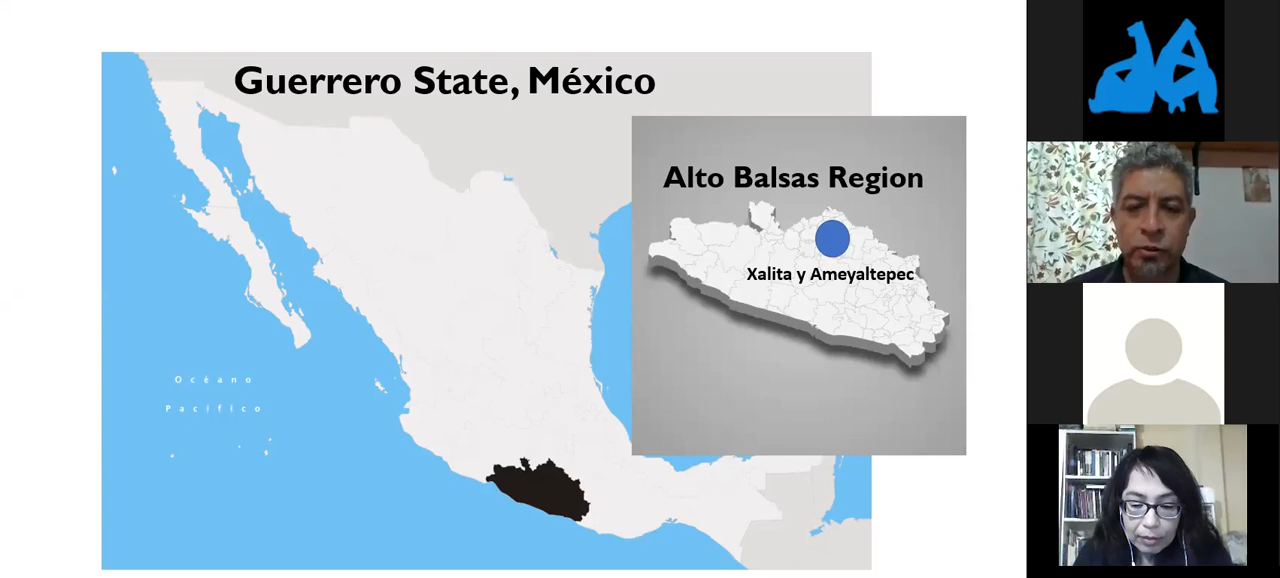 Guerrero State, México
Alto Balsas Region
Xalita y Ameyaltepec
Océano
Pacífico